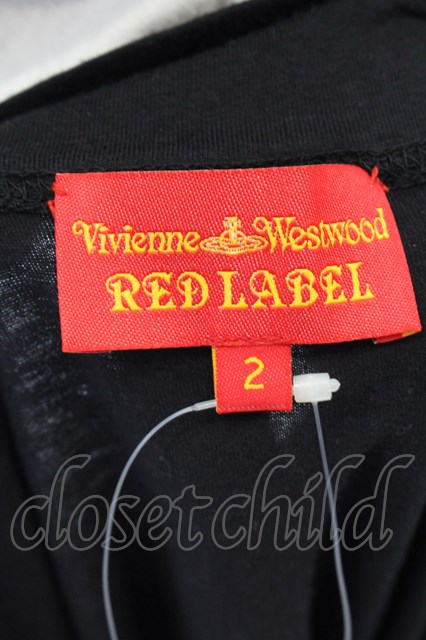 Vivienne Westwood
RED LABEL
2
closetchild